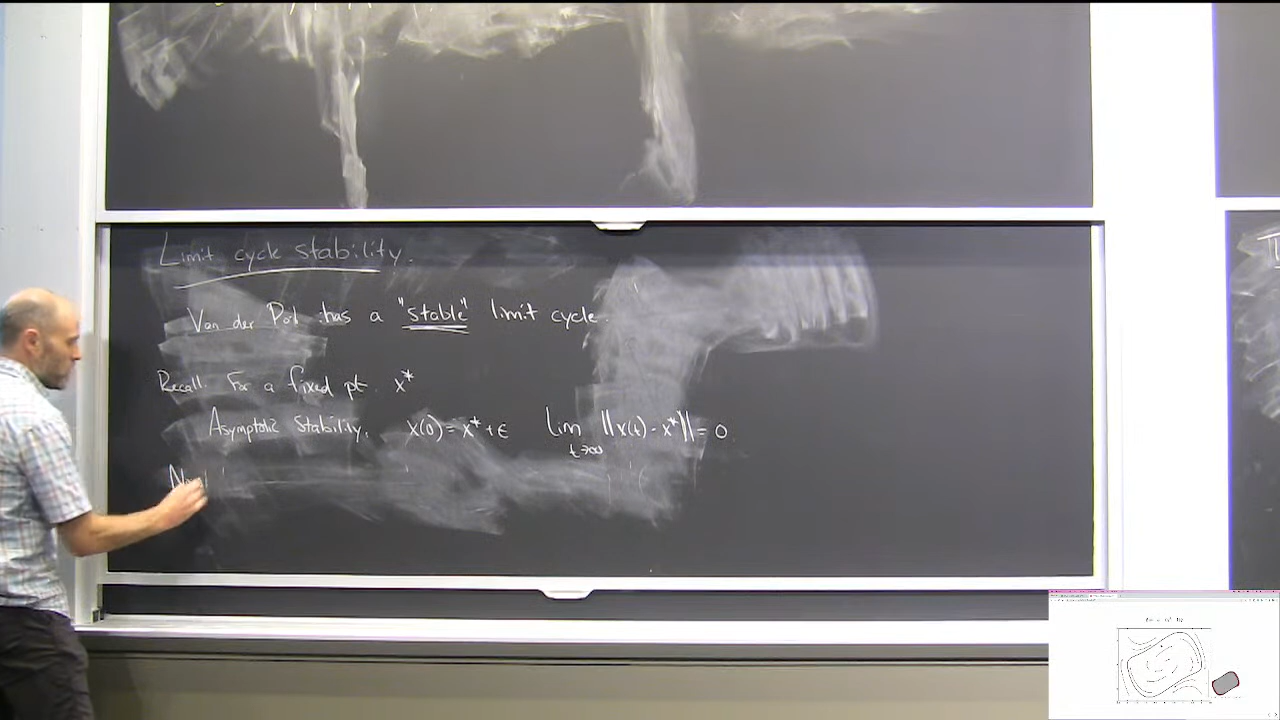 Limit cycle stability.
Van der Pol has a "stable" limit cycle.
Recall: For a fixed pt. x*
Asymptotic Stability, x(0) = x* + ε lim t→∞ ||x(t) - x*|| = 0